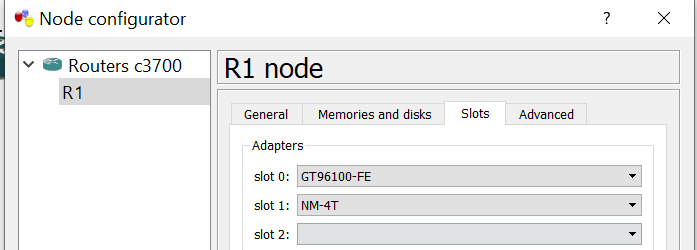 Node configurator
Routers c3700
R1
R1 node
General Memories and disks Slots Advanced
Adapters
slot 0: GT96100-FE
slot 1: NM-4T
slot 2: